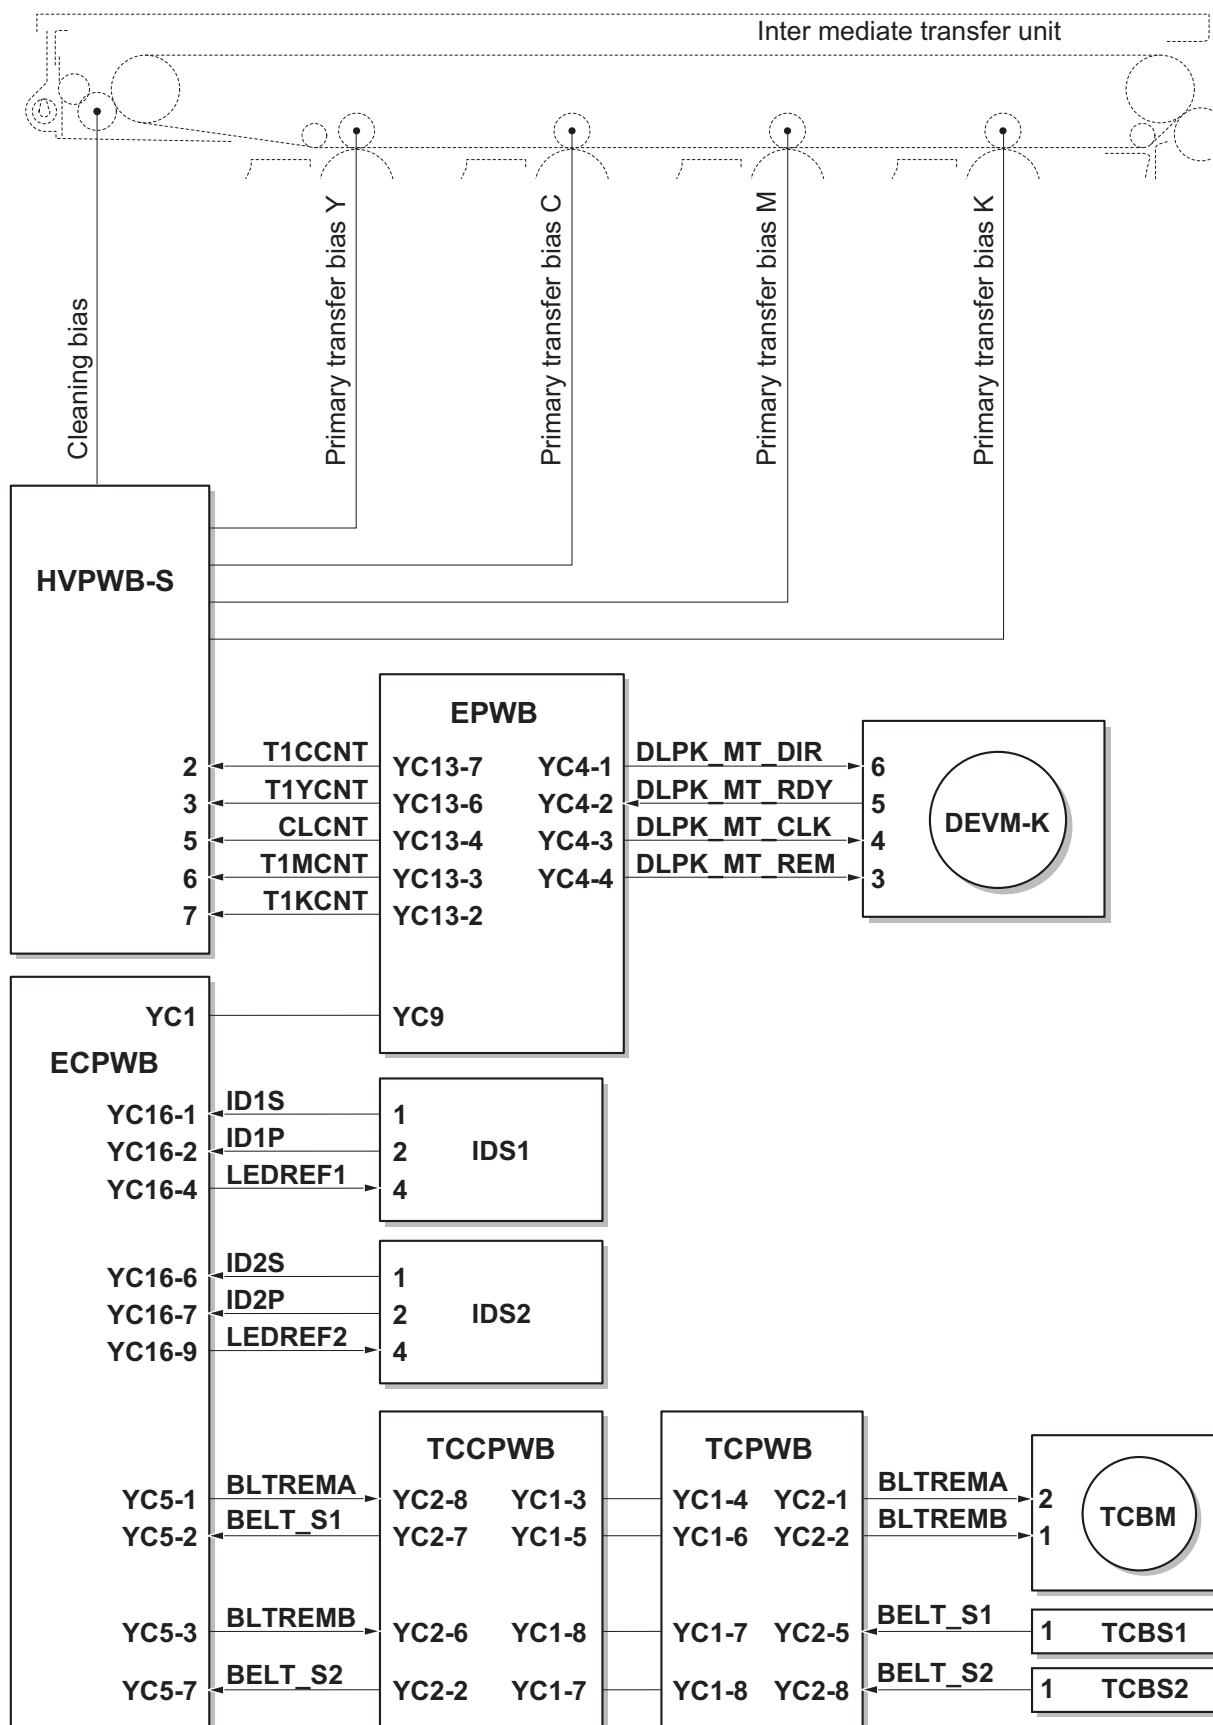 Inter mediate transfer unit
Cleaning bias
Primary transfer bias Y
Primary transfer bias C
Primary transfer bias M
Primary transfer bias K
HVPWB-S
EPWB
2 T1CCNT YC13-7 YC4-1 DLPK_MT_DIR 6
3 T1YCNT YC13-6 YC4-2 DLPK_MT_RDY 5
5 CLCNT YC13-4 YC4-3 DLPK_MT_CLK 4
6 T1MCNT YC13-3 YC4-4 DLPK_MT_REM 3
7 T1KCNT YC13-2
DEVM-K
YC1 YC9
ECPWB
YC16-1 ID1S 1
YC16-2 ID1P 2 IDS1
YC16-4 LEDREF1 4
YC16-6 ID2S 1
YC16-7 ID2P 2 IDS2
YC16-9 LEDREF2 4
TCCPWB TCPWB
YC5-1 BLTREMA YC2-8 YC1-3 YC1-4 YC2-1 BLTREMA 2
YC5-2 BELT_S1 YC2-7 YC1-5 YC1-6 YC2-2 BLTREMB 1
TCBM
YC5-3 BLTREMB YC2-6 YC1-8 YC1-7 YC2-5 BELT_S1 1 TCBS1
YC5-7 BELT_S2 YC2-2 YC1-7 YC1-8 YC2-8 BELT_S2 1 TCBS2